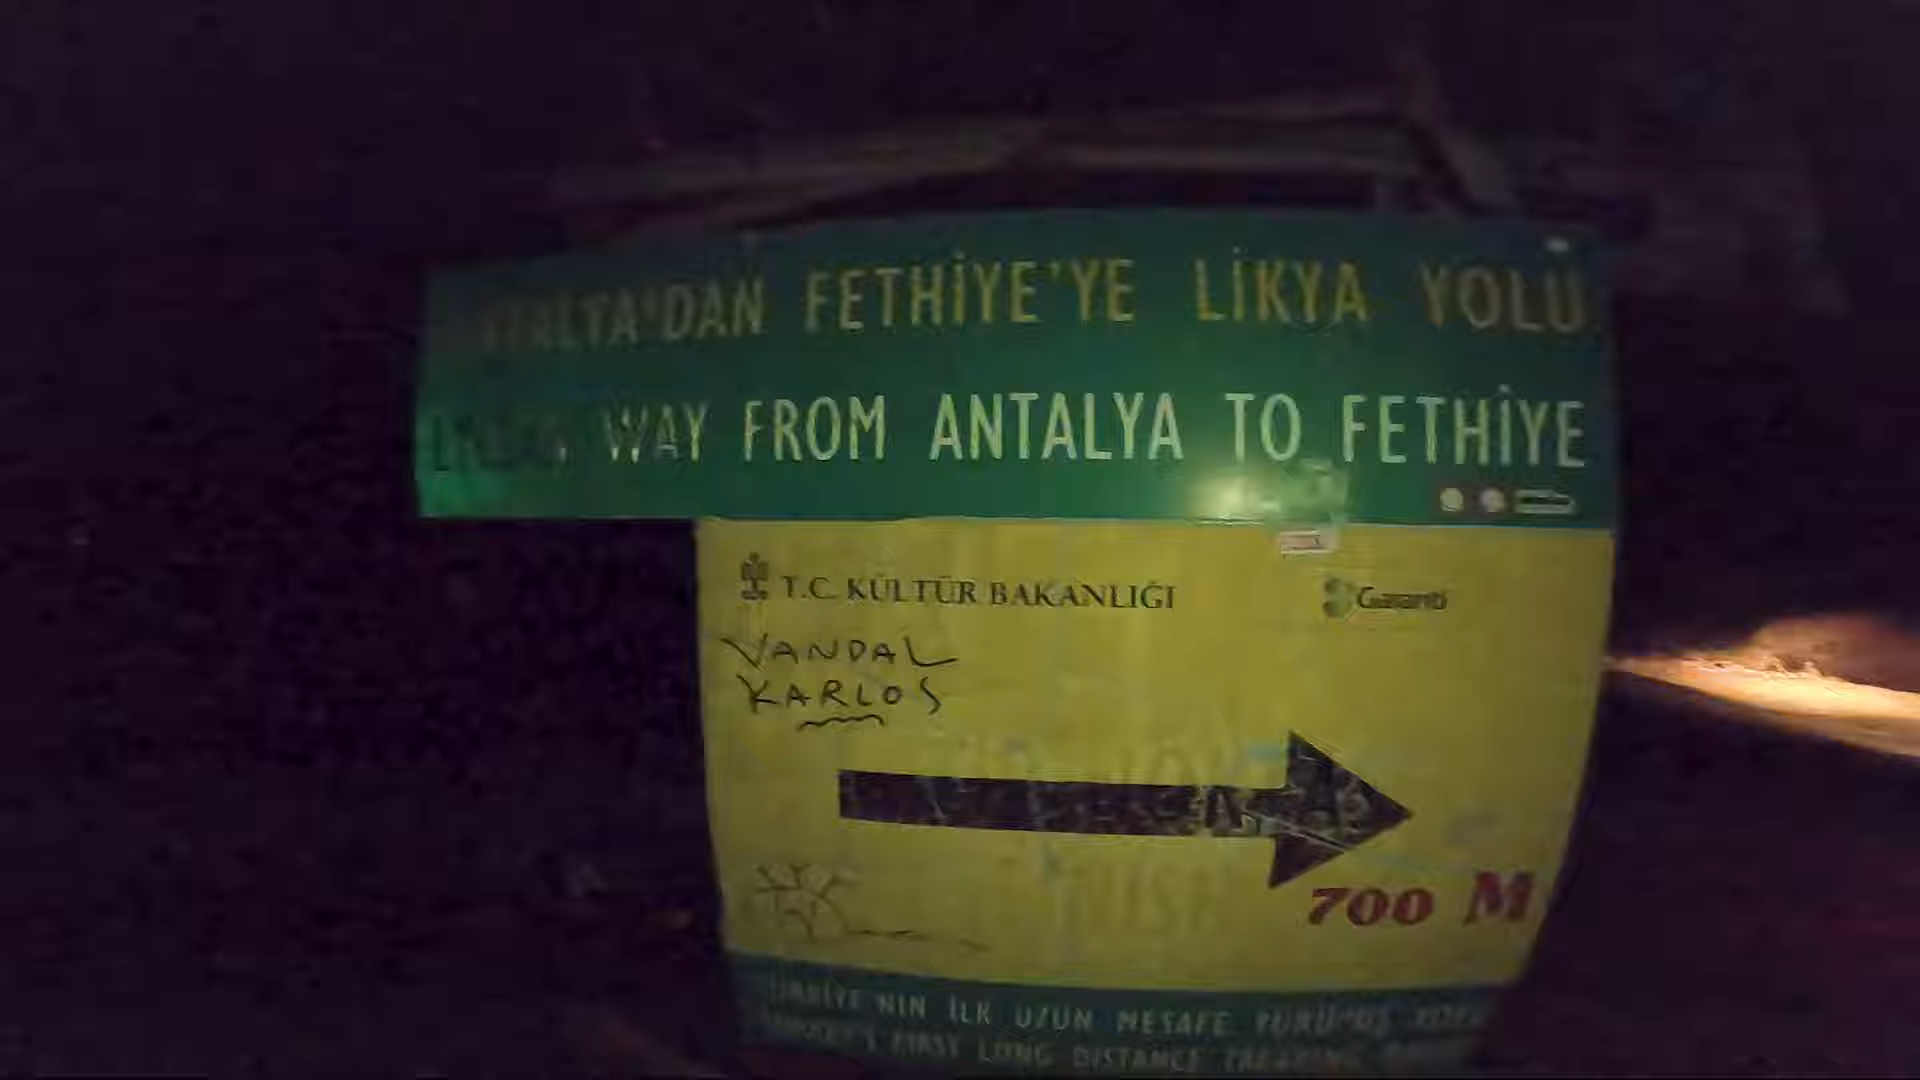 FETHİYE'YE LİKYA YOLU
WAY FROM ANTALYA TO FETHİYE
T.C. KÜLTÜR BAKANLIĞI
Garanti
VANDAL
KARLOS
700 M
NIN İLK UZUN MESAFE
FIRST LONG DISTANCE